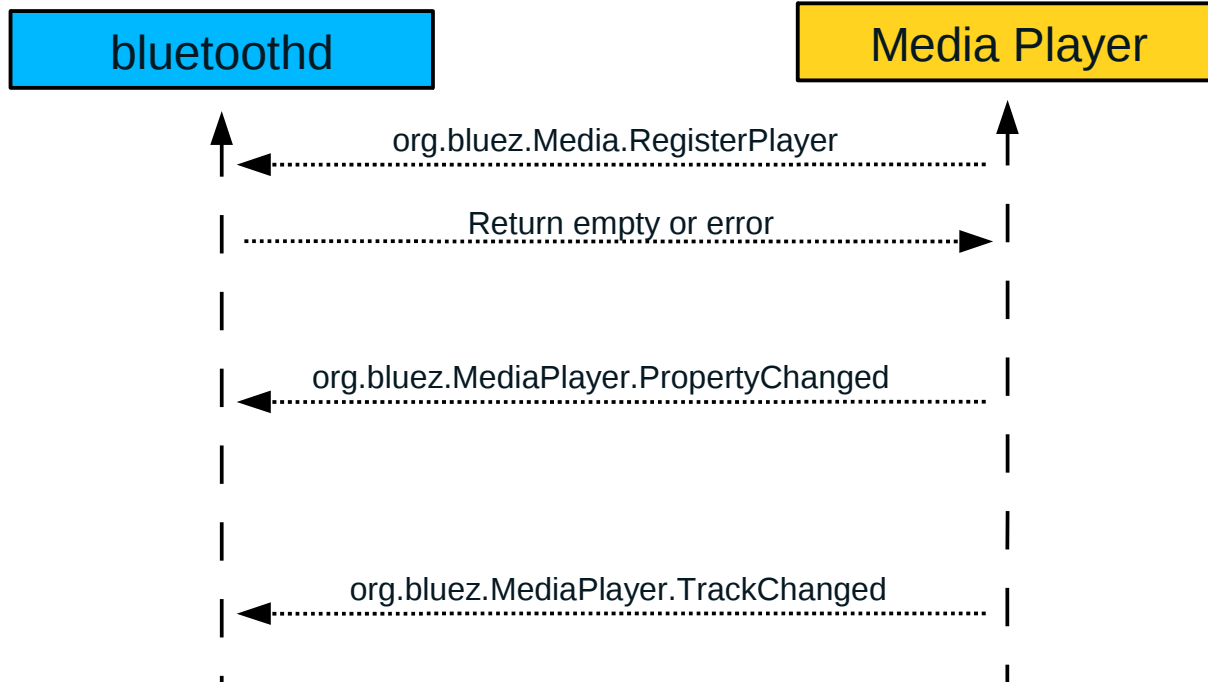 bluetoothd
Media Player
org.bluez.Media.RegisterPlayer
Return empty or error
org.bluez.MediaPlayer.PropertyChanged
org.bluez.MediaPlayer.TrackChanged